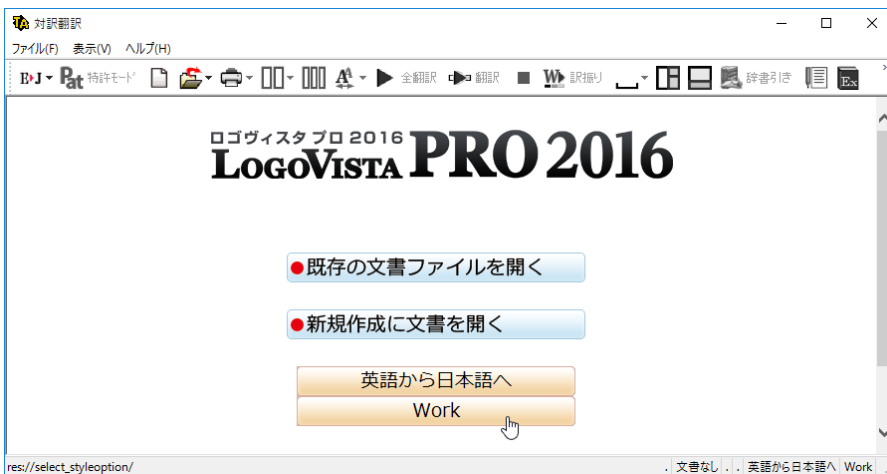 TA 対訳翻訳
ファイル(F) 表示(V) ヘルプ(H)
E›J Pat 特許モード A 全翻訳 翻訳 W 訳振り 辞書引き Ex
ロゴヴィスタ プロ 2016
LOGOVISTA PRO 2016
●既存の文書ファイルを開く
●新規作成に文書を開く
英語から日本語へ
Work
res://select_styleoption/ . 文書なし . . 英語から日本語へ Work